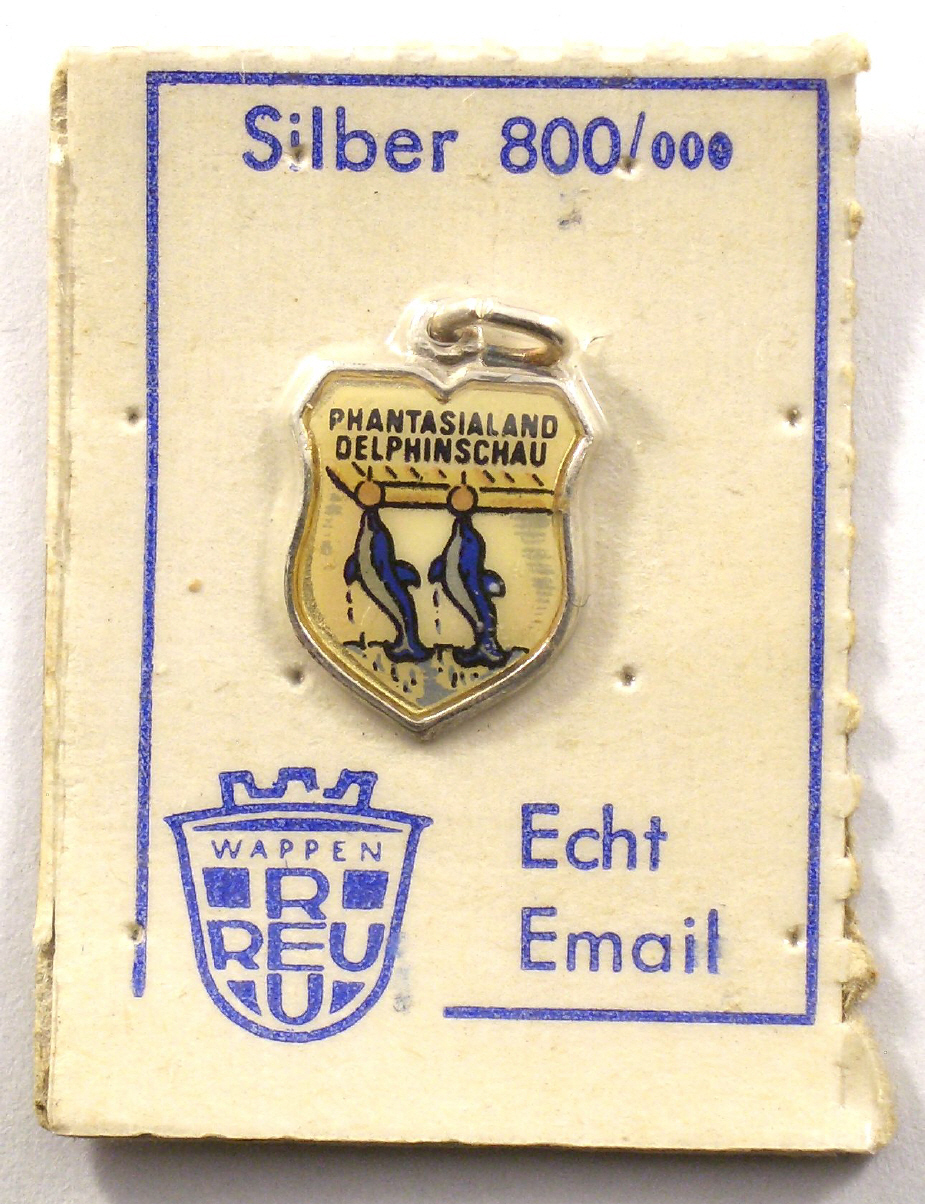 Silber 800/000
PHANTASIALAND
DELPHINSCHAU
WAPPEN
R
REU
U
Echt
Email